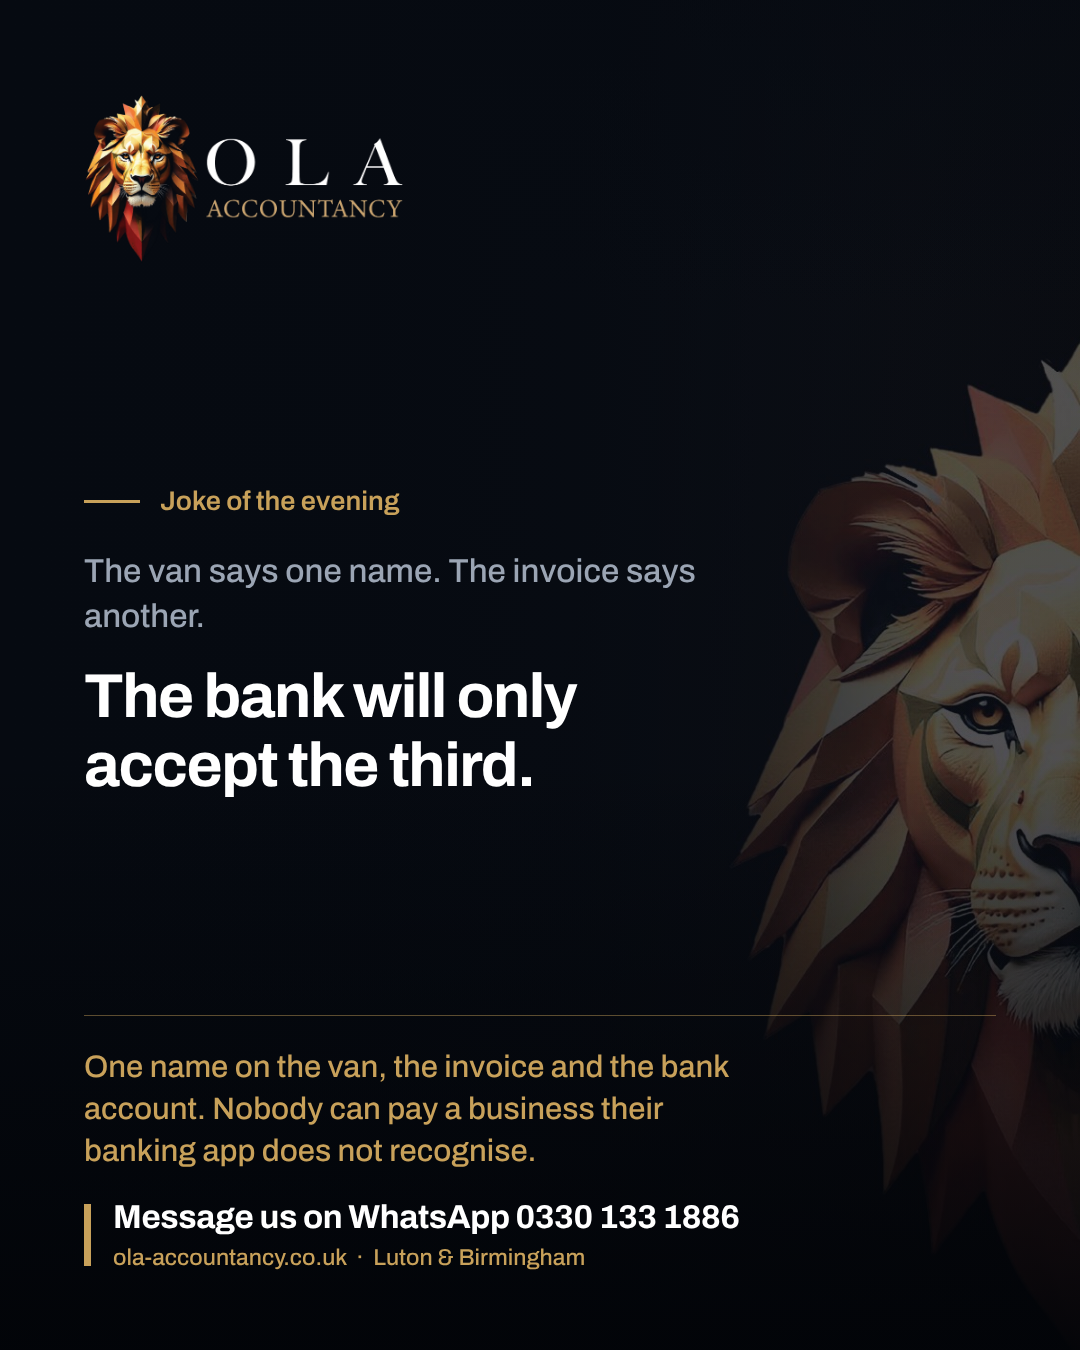 OLA
ACCOUNTANCY
Joke of the evening
The van says one name. The invoice says
another.
The bank will only
accept the third.
One name on the van, the invoice and the bank
account. Nobody can pay a business their
banking app does not recognise.
Message us on WhatsApp 0330 133 1886
ola-accountancy.co.uk · Luton & Birmingham